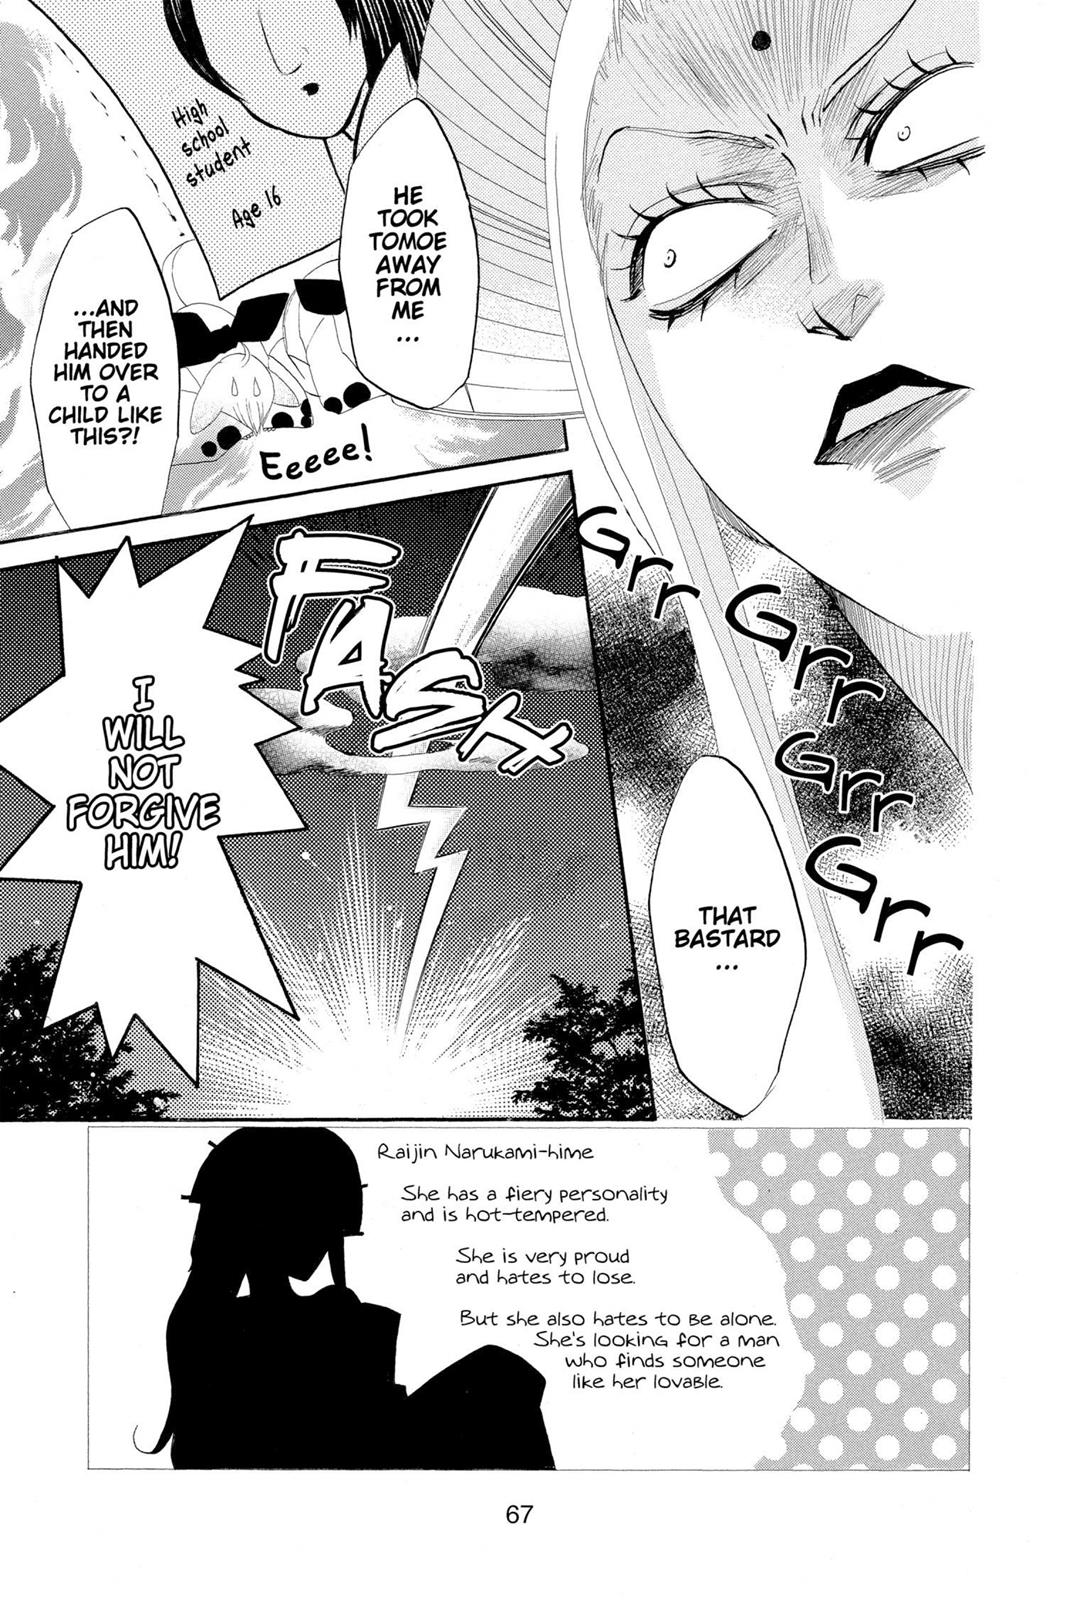 HE
TOOK
TOMOE
AWAY
FROM
ME
...
High
school
student
Age 16
...AND
THEN
HANDED
HIM OVER
TO A
CHILD LIKE
THIS?!
Eeeee!
Grr
Grr
Grr
Grr
THAT
BASTARD
...
FWASH
I
WILL
NOT
FORGIVE
HIM!
Raijin Narukami-hime
She has a fiery personality
and is hot-tempered.
She is very proud
and hates to lose.
But she also hates to be alone.
She's looking for a man
who finds someone
like her lovable.
67